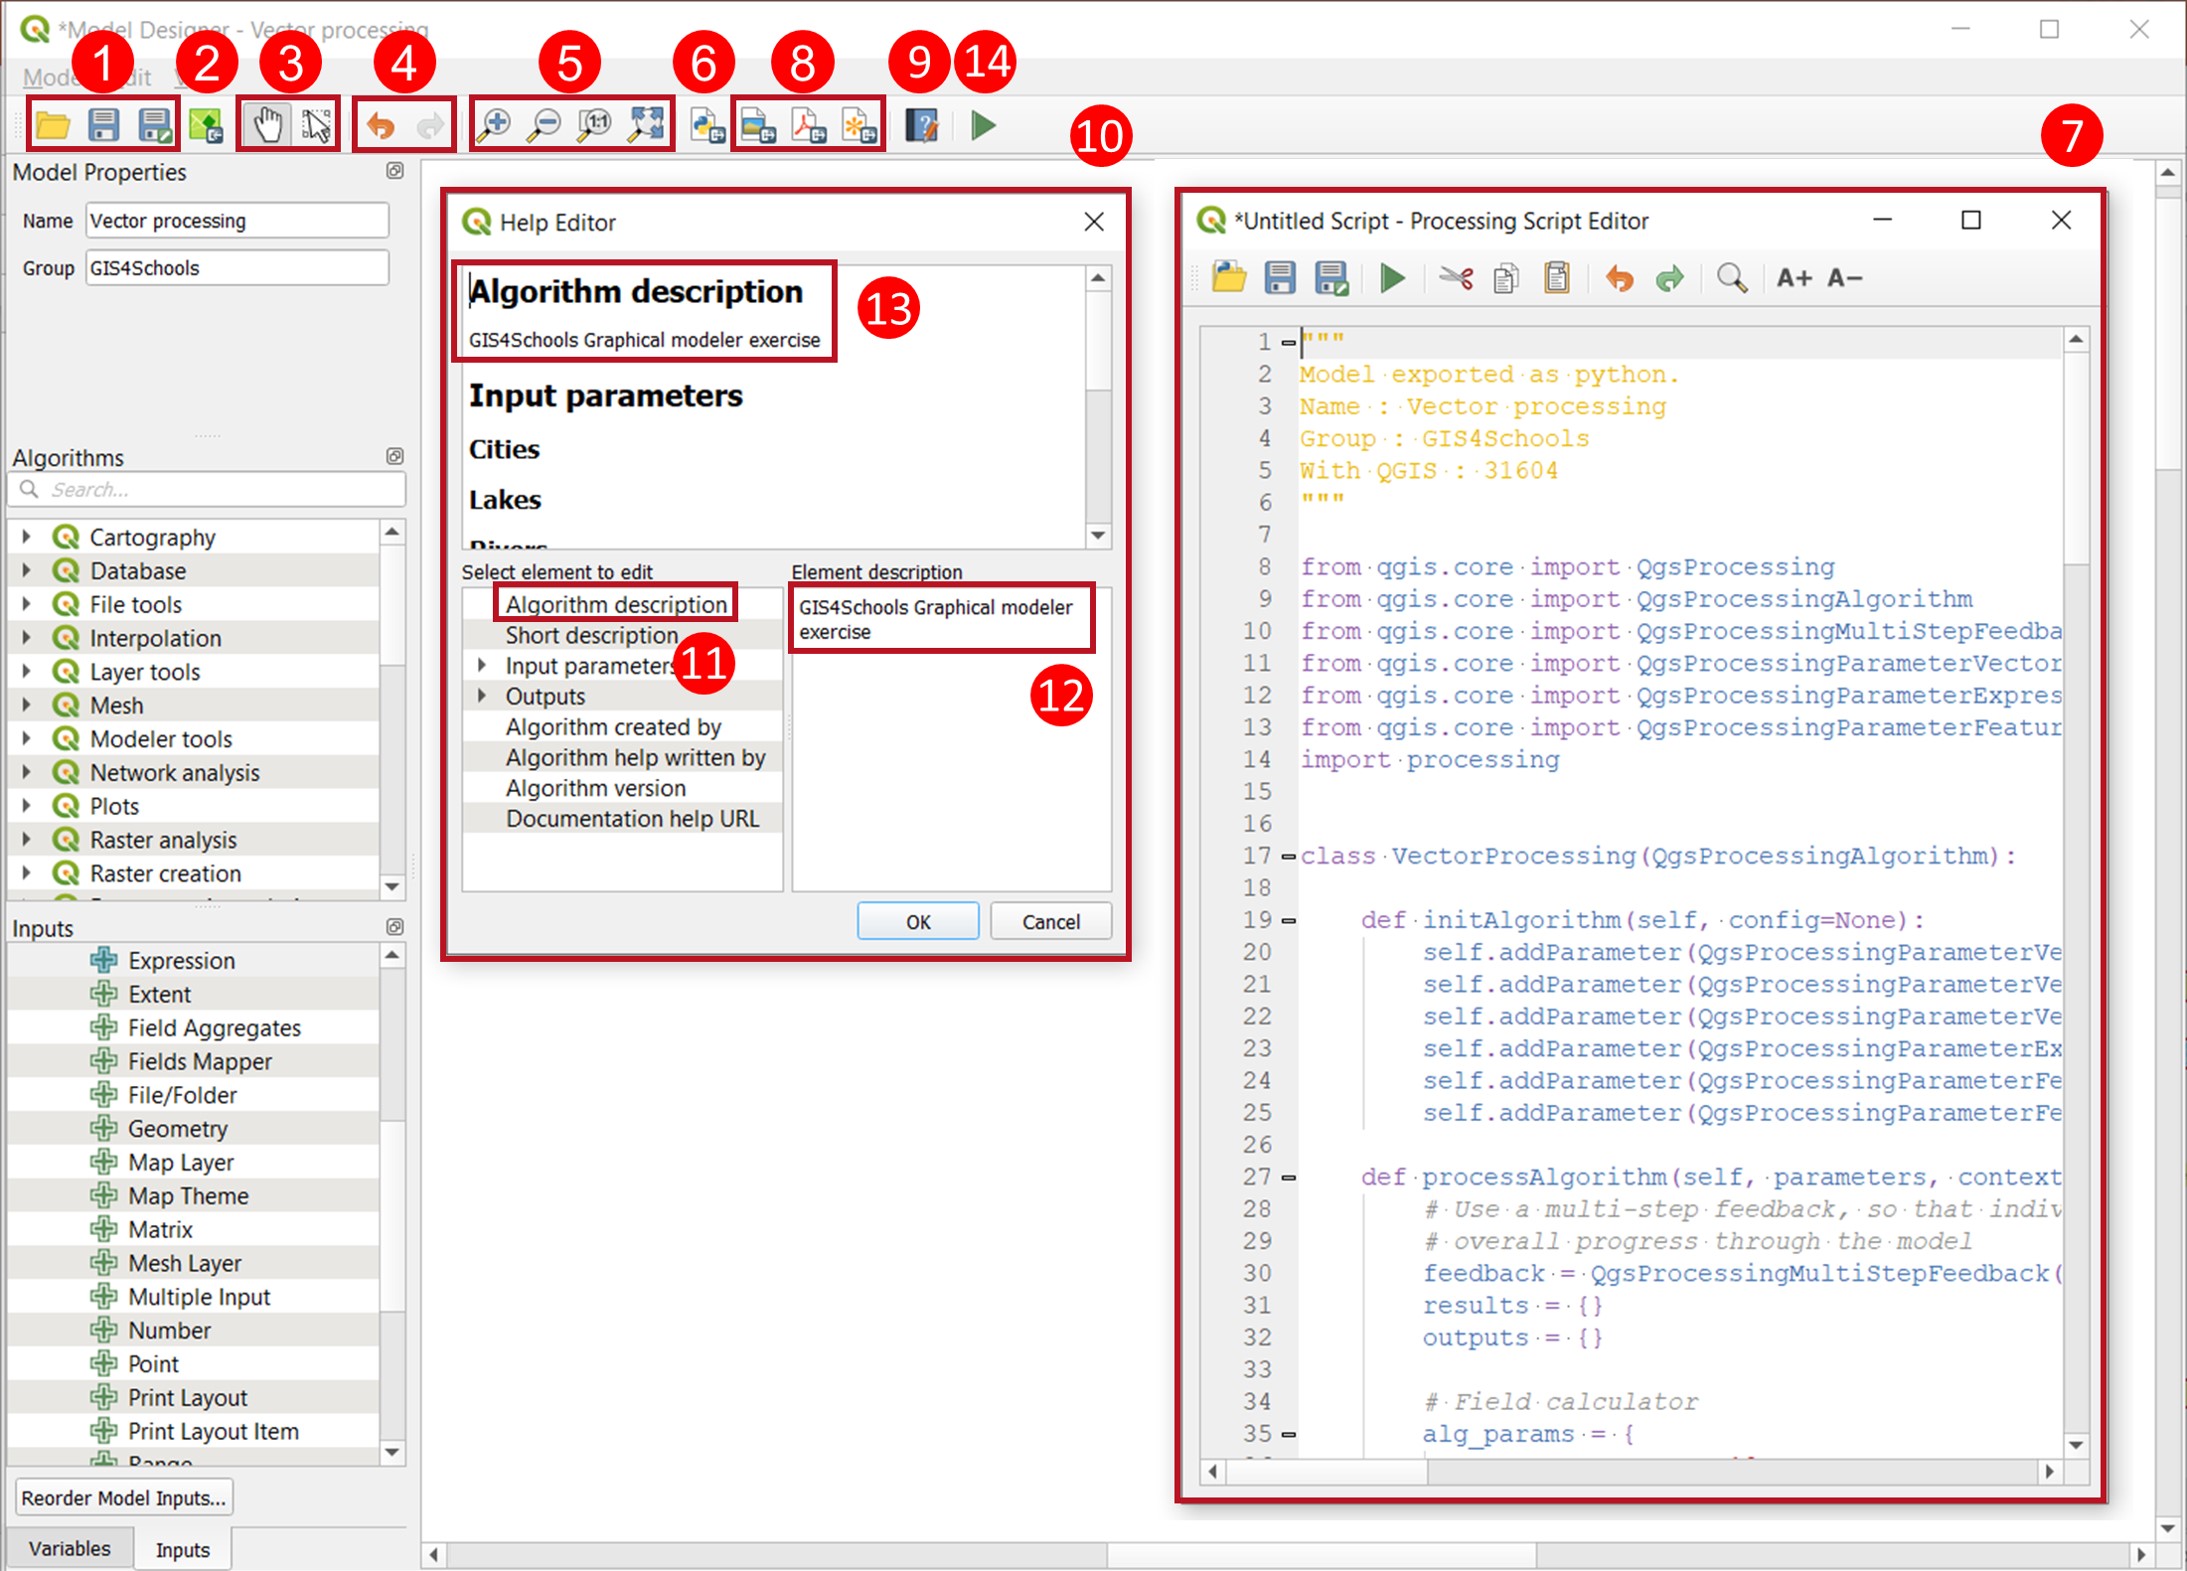 *Model Designer - Vector processing
1
2
3
4
5
6
8
9
14
10
7
Model Properties
Name Vector processing
Group GIS4Schools
Algorithms
Search...
Cartography
Database
File tools
Interpolation
Layer tools
Mesh
Modeler tools
Network analysis
Plots
Raster analysis
Raster creation
Inputs
Expression
Extent
Field Aggregates
Fields Mapper
File/Folder
Geometry
Map Layer
Map Theme
Matrix
Mesh Layer
Multiple Input
Number
Point
Print Layout
Print Layout Item
Range
Reorder Model Inputs...
Variables
Inputs
Help Editor
Algorithm description
GIS4Schools Graphical modeler exercise
13
Input parameters
Cities
Lakes
Rivers
Select element to edit
Algorithm description
Short description
Input parameters
Outputs
Algorithm created by
Algorithm help written by
Algorithm version
Documentation help URL
11
Element description
GIS4Schools Graphical modeler
exercise
12
OK
Cancel
*Untitled Script - Processing Script Editor
A+ A-
1 """
2 Model exported as python.
3 Name : Vector processing
4 Group : GIS4Schools
5 With QGIS : 31604
6 """
7
8 from qgis.core import QgsProcessing
9 from qgis.core import QgsProcessingAlgorithm
10 from qgis.core import QgsProcessingMultiStepFeedba
11 from qgis.core import QgsProcessingParameterVector
12 from qgis.core import QgsProcessingParameterExpres
13 from qgis.core import QgsProcessingParameterFeatur
14 import processing
15
16
17 class VectorProcessing(QgsProcessingAlgorithm):
18
19 def initAlgorithm(self, config=None):
20 self.addParameter(QgsProcessingParameterVe
21 self.addParameter(QgsProcessingParameterVe
22 self.addParameter(QgsProcessingParameterVe
23 self.addParameter(QgsProcessingParameterEx
24 self.addParameter(QgsProcessingParameterFe
25 self.addParameter(QgsProcessingParameterFe
26
27 def processAlgorithm(self, parameters, context
28 # Use a multi-step feedback, so that indiv
29 # overall progress through the model
30 feedback = QgsProcessingMultiStepFeedback(
31 results = {}
32 outputs = {}
33
34 # Field calculator
35 alg_params = {